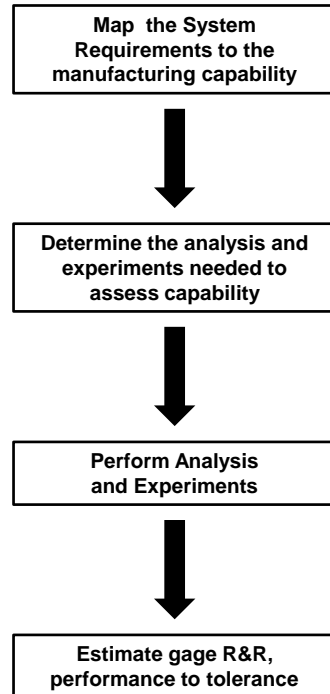 Map the System
Requirements to the
manufacturing capability
Determine the analysis and
experiments needed to
assess capability
Perform Analysis
and Experiments
Estimate gage R&R,
performance to tolerance